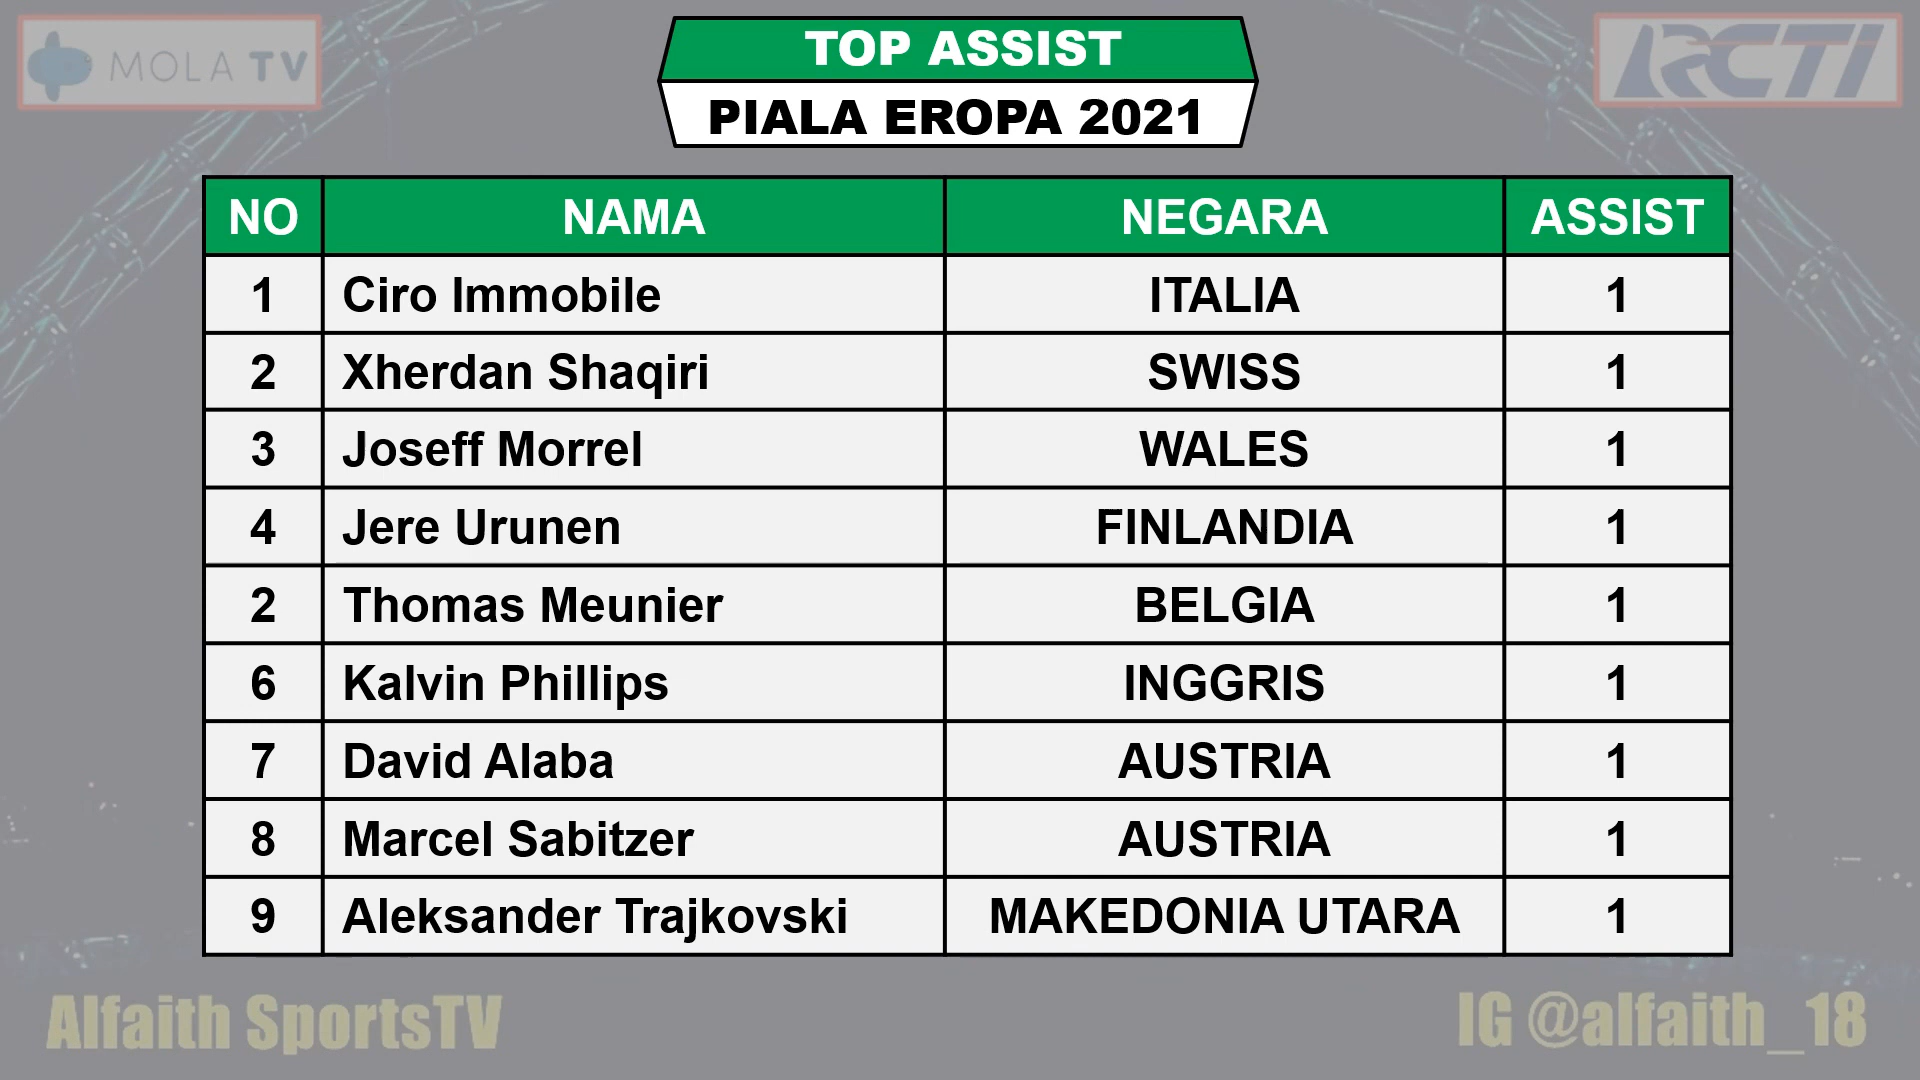 MOLA TV
TOP ASSIST
RCTI
PIALA EROPA 2021
NO NAMA NEGARA ASSIST
1 Ciro Immobile ITALIA 1
2 Xherdan Shaqiri SWISS 1
3 Joseff Morrel WALES 1
4 Jere Urunen FINLANDIA 1
2 Thomas Meunier BELGIA 1
6 Kalvin Phillips INGGRIS 1
7 David Alaba AUSTRIA 1
8 Marcel Sabitzer AUSTRIA 1
9 Aleksander Trajkovski MAKEDONIA UTARA 1
Alfaith SportsTV
IG @alfaith_18